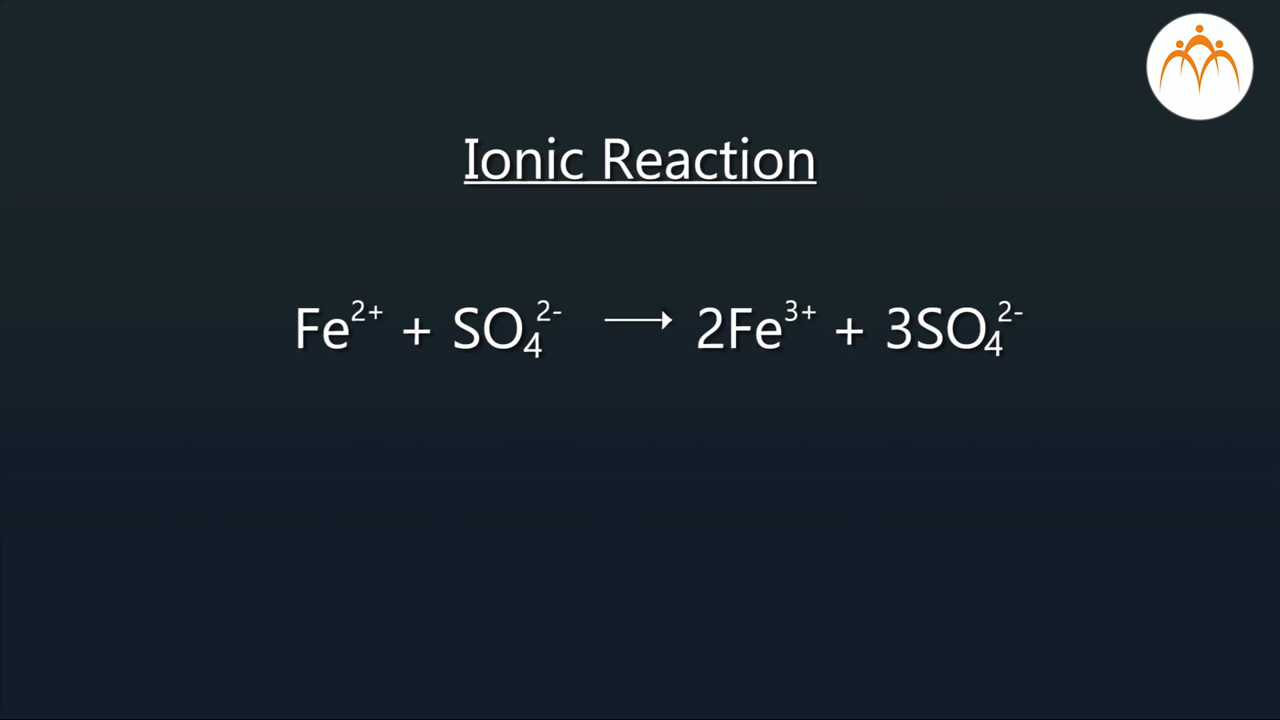 Ionic Reaction
Fe²⁺ + SO₄²⁻ ⟶ 2Fe³⁺ + 3SO₄²⁻